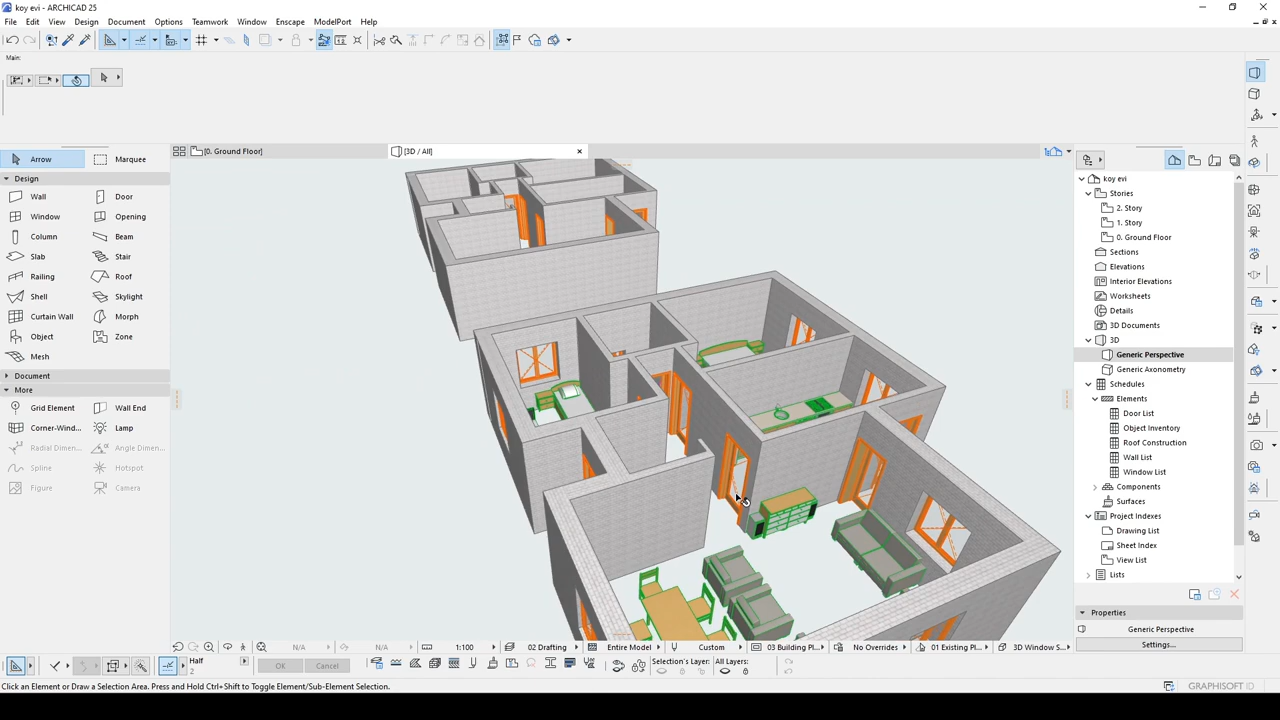 koy evi - ARCHICAD 25
File Edit View Design Document Options Teamwork Window Enscape ModelPort Help
Main:
[0. Ground Floor]
[3D / All]
Arrow Marquee
Design
Wall Door
Window Opening
Column Beam
Slab Stair
Railing Roof
Shell Skylight
Curtain Wall Morph
Object Zone
Mesh
Document
More
Grid Element Wall End
Corner-Wind... Lamp
Radial Dimen... Angle Dimen...
Spline Hotspot
Figure Camera
koy evi
Stories
2. Story
1. Story
0. Ground Floor
Sections
Elevations
Interior Elevations
Worksheets
Details
3D Documents
3D
Generic Perspective
Generic Axonometry
Schedules
Elements
Door List
Object Inventory
Roof Construction
Wall List
Window List
Components
Surfaces
Project Indexes
Drawing List
Sheet Index
View List
Lists
Properties
Generic Perspective
Settings...
N/A N/A 1:100 02 Drafting Entire Model Custom 03 Building Pl... No Overrides 01 Existing Pl... 3D Window S...
Half
2
OK Cancel
Selection's Layer: All Layers:
Click an Element or Draw a Selection Area. Press and Hold Ctrl+Shift to Toggle Element/Sub-Element Selection.
GRAPHISOFT ID